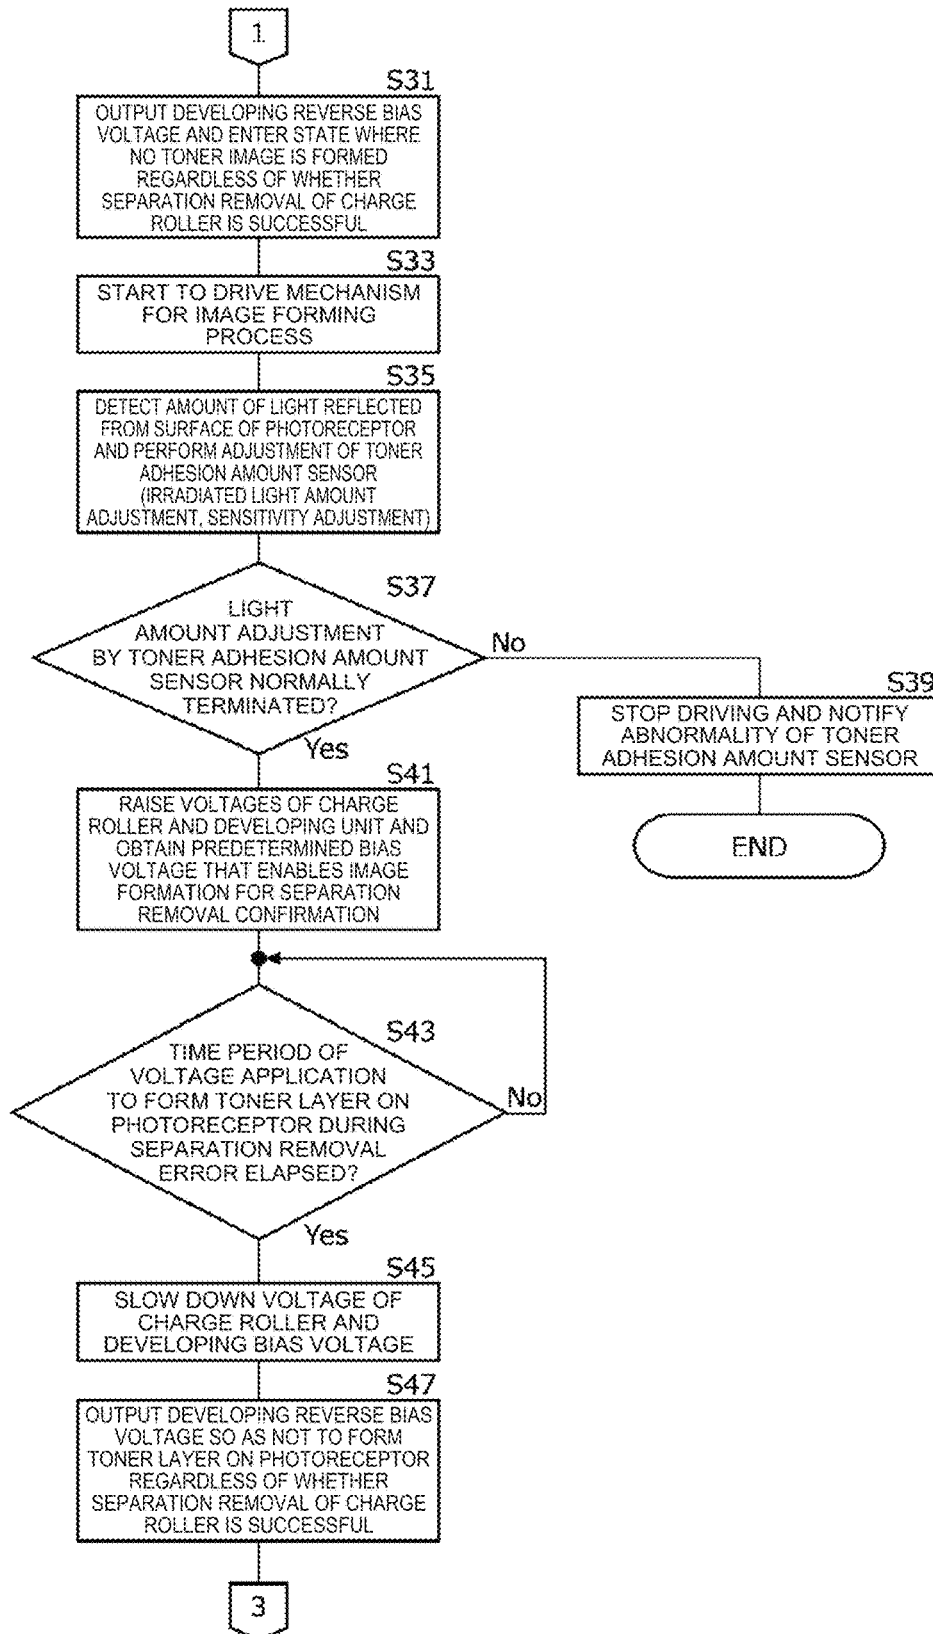 1
S31
OUTPUT DEVELOPING REVERSE BIAS
VOLTAGE AND ENTER STATE WHERE
NO TONER IMAGE IS FORMED
REGARDLESS OF WHETHER
SEPARATION REMOVAL OF CHARGE
ROLLER IS SUCCESSFUL
S33
START TO DRIVE MECHANISM
FOR IMAGE FORMING
PROCESS
S35
DETECT AMOUNT OF LIGHT REFLECTED
FROM SURFACE OF PHOTORECEPTOR
AND PERFORM ADJUSTMENT OF TONER
ADHESION AMOUNT SENSOR
(IRRADIATED LIGHT AMOUNT
ADJUSTMENT, SENSITIVITY ADJUSTMENT)
S37
LIGHT
AMOUNT ADJUSTMENT
BY TONER ADHESION AMOUNT
SENSOR NORMALLY
TERMINATED?
No
S39
STOP DRIVING AND NOTIFY
ABNORMALITY OF TONER
ADHESION AMOUNT SENSOR
END
Yes
S41
RAISE VOLTAGES OF CHARGE
ROLLER AND DEVELOPING UNIT AND
OBTAIN PREDETERMINED BIAS
VOLTAGE THAT ENABLES IMAGE
FORMATION FOR SEPARATION
REMOVAL CONFIRMATION
S43
TIME PERIOD OF
VOLTAGE APPLICATION
TO FORM TONER LAYER ON
PHOTORECEPTOR DURING
SEPARATION REMOVAL
ERROR ELAPSED?
No
Yes
S45
SLOW DOWN VOLTAGE OF
CHARGE ROLLER AND
DEVELOPING BIAS VOLTAGE
S47
OUTPUT DEVELOPING REVERSE BIAS
VOLTAGE SO AS NOT TO FORM
TONER LAYER ON PHOTORECEPTOR
REGARDLESS OF WHETHER
SEPARATION REMOVAL OF CHARGE
ROLLER IS SUCCESSFUL
3